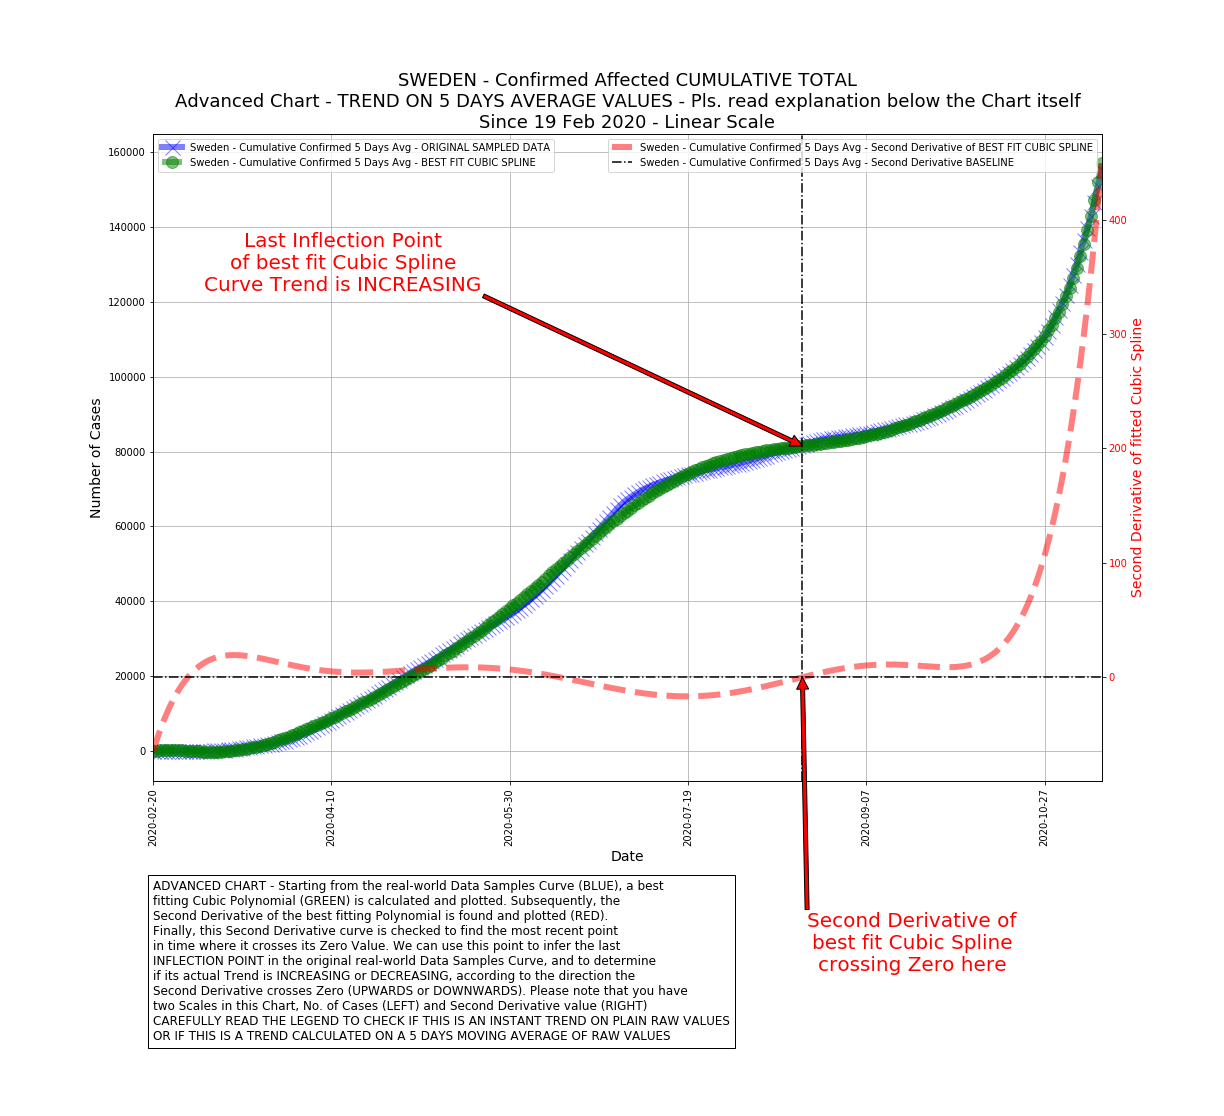 SWEDEN - Confirmed Affected CUMULATIVE TOTAL
Advanced Chart - TREND ON 5 DAYS AVERAGE VALUES - Pls. read explanation below the Chart itself
Since 19 Feb 2020 - Linear Scale
Sweden - Cumulative Confirmed 5 Days Avg - ORIGINAL SAMPLED DATA
Sweden - Cumulative Confirmed 5 Days Avg - BEST FIT CUBIC SPLINE
Sweden - Cumulative Confirmed 5 Days Avg - Second Derivative of BEST FIT CUBIC SPLINE
Sweden - Cumulative Confirmed 5 Days Avg - Second Derivative BASELINE
Last Inflection Point
of best fit Cubic Spline
Curve Trend is INCREASING
Number of Cases
160000
140000
120000
100000
80000
60000
40000
20000
0
400
300
200
100
0
Second Derivative of fitted Cubic Spline
2020-02-20
2020-04-10
2020-05-30
2020-07-19
2020-09-07
2020-10-27
Date
Second Derivative of
best fit Cubic Spline
crossing Zero here
ADVANCED CHART - Starting from the real-world Data Samples Curve (BLUE), a best
fitting Cubic Polynomial (GREEN) is calculated and plotted. Subsequently, the
Second Derivative of the best fitting Polynomial is found and plotted (RED).
Finally, this Second Derivative curve is checked to find the most recent point
in time where it crosses its Zero Value. We can use this point to infer the last
INFLECTION POINT in the original real-world Data Samples Curve, and to determine
if its actual Trend is INCREASING or DECREASING, according to the direction the
Second Derivative crosses Zero (UPWARDS or DOWNWARDS). Please note that you have
two Scales in this Chart, No. of Cases (LEFT) and Second Derivative value (RIGHT)
CAREFULLY READ THE LEGEND TO CHECK IF THIS IS AN INSTANT TREND ON PLAIN RAW VALUES
OR IF THIS IS A TREND CALCULATED ON A 5 DAYS MOVING AVERAGE OF RAW VALUES